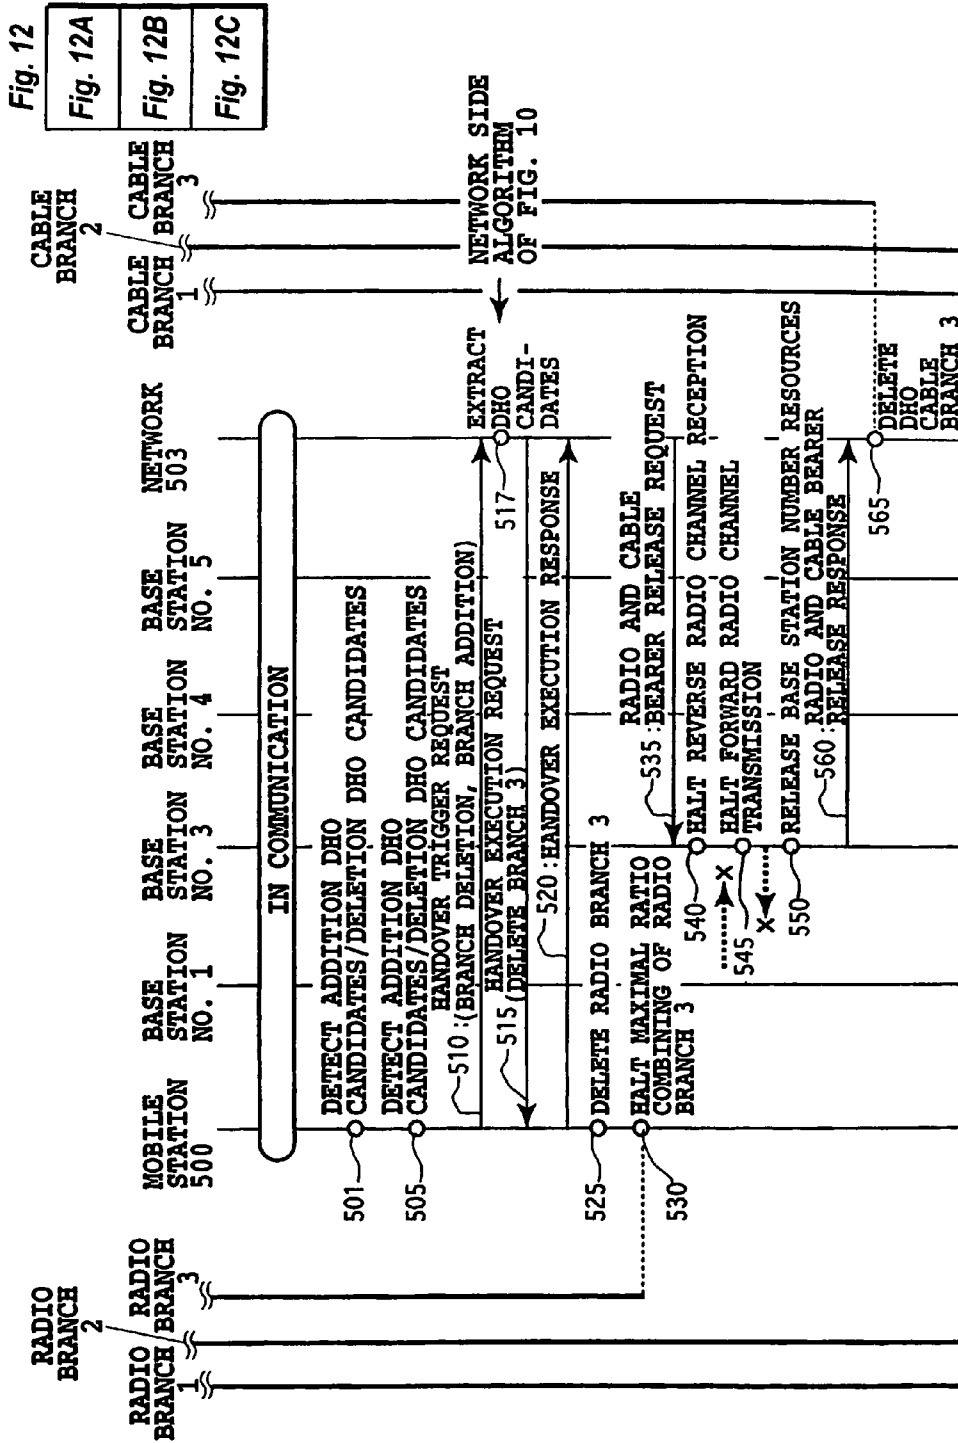 Fig. 12
Fig. 12A
Fig. 12B
Fig. 12C
RADIO
BRANCH
2
RADIO
BRANCH
1
RADIO
BRANCH
3
MOBILE
STATION
500
BASE
STATION
NO. 1
BASE
STATION
NO. 3
BASE
STATION
NO. 4
BASE
STATION
NO. 5
NETWORK
503
CABLE
BRANCH
2
CABLE
BRANCH
1
CABLE
BRANCH
3
IN COMMUNICATION
501
DETECT ADDITION DHO
CANDIDATES/DELETION DHO CANDIDATES
505
DETECT ADDITION DHO
CANDIDATES/DELETION DHO CANDIDATES
HANDOVER TRIGGER REQUEST
510:(BRANCH DELETION, BRANCH ADDITION)
517
EXTRACT
DHO
CANDI-
DATES
NETWORK SIDE
ALGORITHM
OF FIG. 10
HANDOVER EXECUTION REQUEST
515(DELETE BRANCH 3)
520:HANDOVER EXECUTION RESPONSE
525
DELETE RADIO BRANCH 3
530
HALT MAXIMAL RATIO
COMBINING OF RADIO
BRANCH 3
RADIO AND CABLE
535:BEARER RELEASE REQUEST
540
HALT REVERSE RADIO CHANNEL RECEPTION
545
HALT FORWARD RADIO CHANNEL
TRANSMISSION
X
X
550
RELEASE BASE STATION NUMBER RESOURCES
RADIO AND CABLE BEARER
560:RELEASE RESPONSE
565
DELETE
DHO
CABLE
BRANCH 3